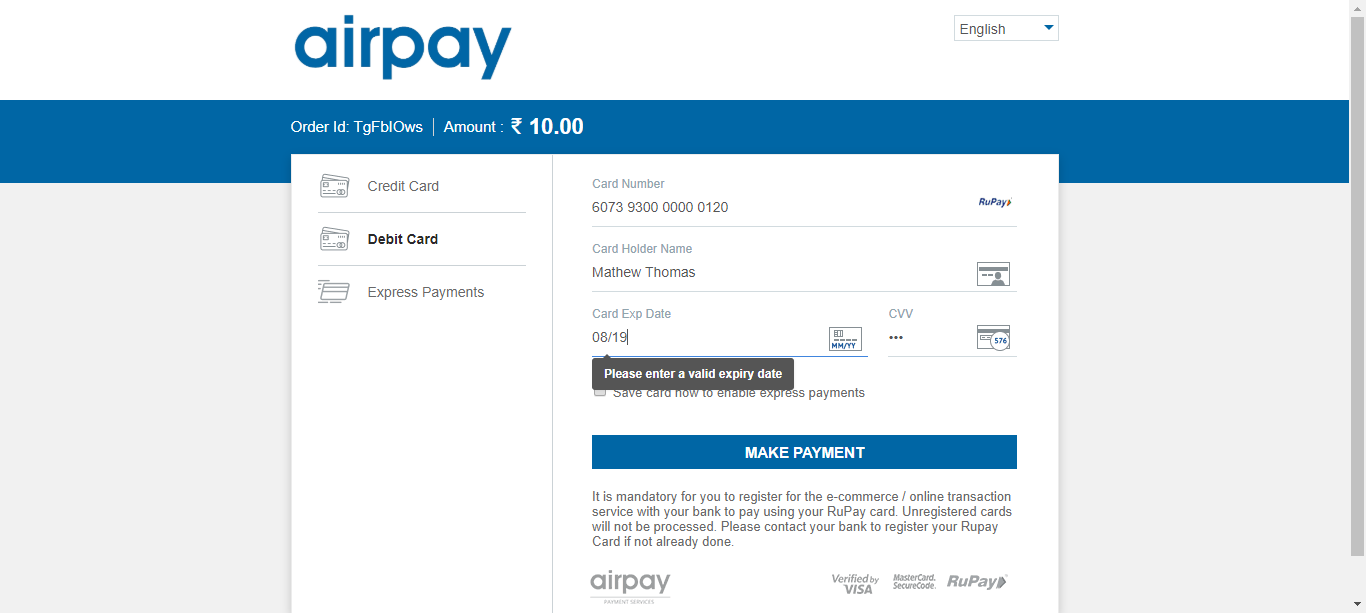 airpay
English
Order Id: TgFbIOws | Amount : ₹ 10.00
Credit Card
Debit Card
Express Payments
Card Number
6073 9300 0000 0120
RuPay
Card Holder Name
Mathew Thomas
Card Exp Date
08/19
MM/YY
CVV
•••
576
Please enter a valid expiry date
Save card now to enable express payments
MAKE PAYMENT
It is mandatory for you to register for the e-commerce / online transaction
service with your bank to pay using your RuPay card. Unregistered cards
will not be processed. Please contact your bank to register your Rupay
Card if not already done.
airpay
PAYMENT SERVICES
Verified by
VISA
MasterCard.
SecureCode.
RuPay